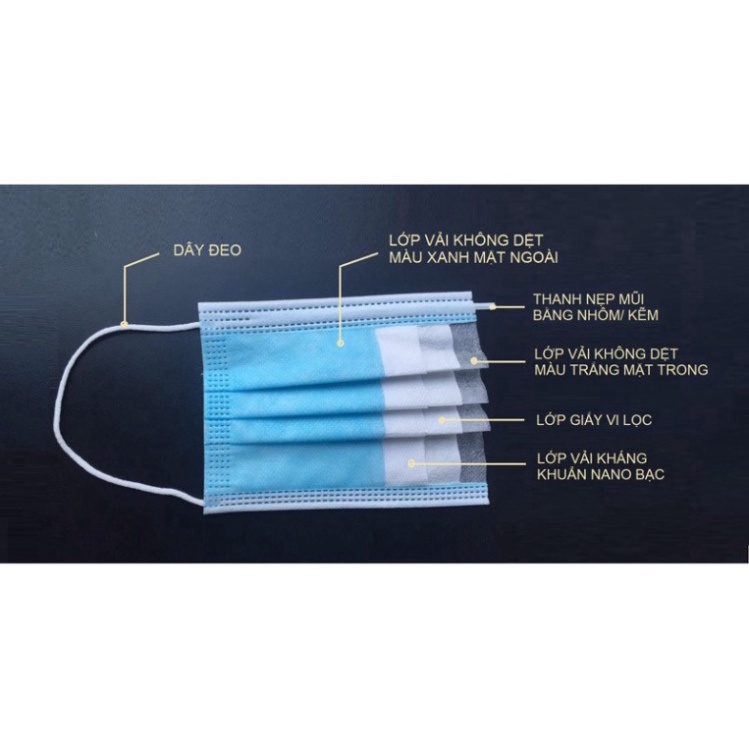 DÂY ĐEO
LỚP VẢI KHÔNG DỆT
MÀU XANH MẶT NGOÀI
THANH NẸP MŨI
BẰNG NHÔM/ KẼM
LỚP VẢI KHÔNG DỆT
MÀU TRẮNG MẶT TRONG
LỚP GIẤY VI LỌC
LỚP VẢI KHÁNG
KHUẨN NANO BẠC